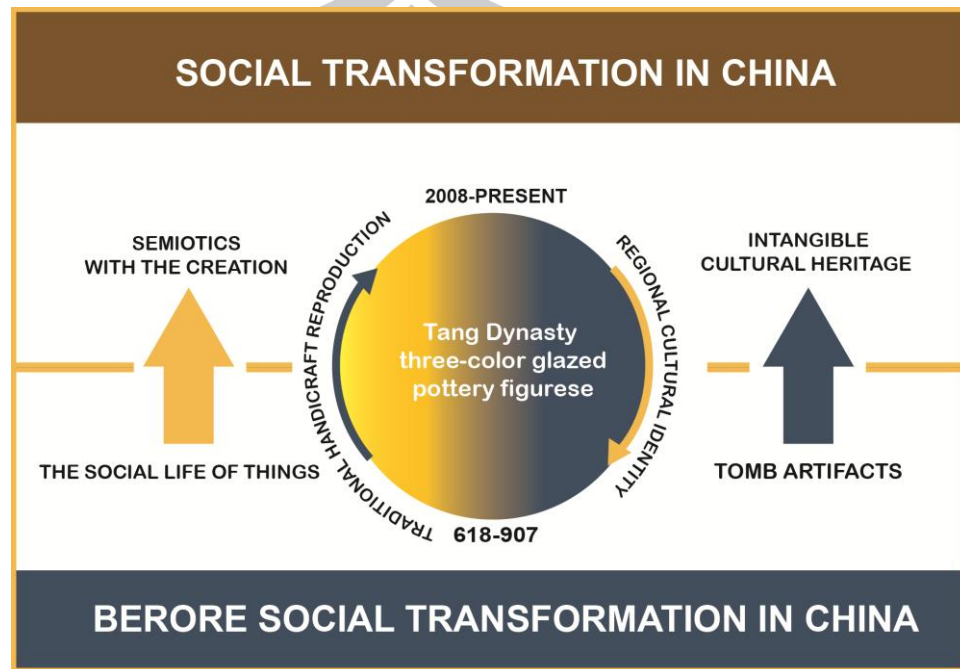 SOCIAL TRANSFORMATION IN CHINA
2008-PRESENT
SEMIOTICS
WITH THE CREATION
TRADITIONAL HANDICRAFT REPRODUCTION
REGIONAL CULTURAL IDENTITY
INTANGIBLE
CULTURAL HERITAGE
Tang Dynasty
three-color glazed
pottery figurese
THE SOCIAL LIFE OF THINGS
TOMB ARTIFACTS
618-907
BERORE SOCIAL TRANSFORMATION IN CHINA